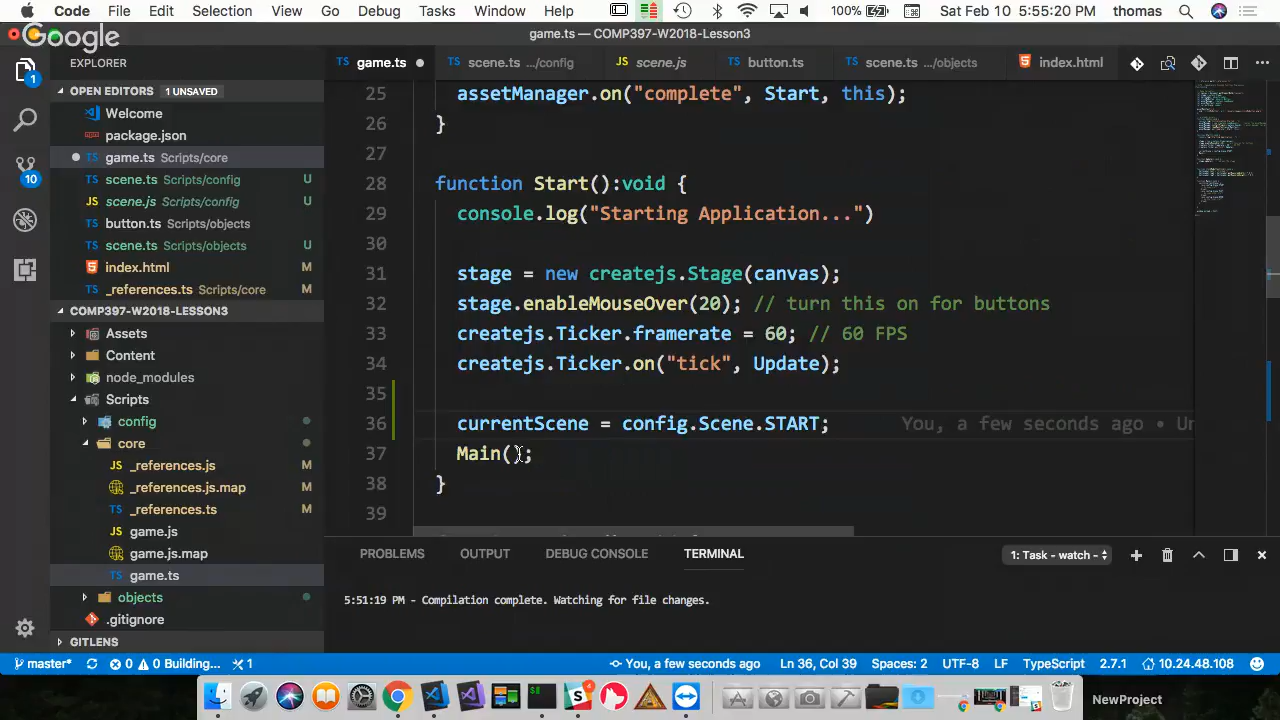 Code File Edit Selection View Go Debug Tasks Window Help 100% Sat Feb 10 5:55:20 PM thomas
Google
game.ts — COMP397-W2018-Lesson3
EXPLORER
game.ts scene.ts .../config scene.js button.ts scene.ts .../objects index.html
OPEN EDITORS 1 UNSAVED
Welcome
package.json
game.ts Scripts/core
scene.ts Scripts/config U
scene.js Scripts/config U
button.ts Scripts/objects
scene.ts Scripts/objects U
index.html M
_references.ts Scripts/core M
COMP397-W2018-LESSON3
Assets
Content
node_modules
Scripts
config
core
_references.js M
_references.js.map M
_references.ts M
game.js
game.js.map
game.ts
objects
.gitignore
GITLENS
1
10
25 assetManager.on("complete", Start, this);
26 }
27
28 function Start():void {
29 console.log("Starting Application...")
30
31 stage = new createjs.Stage(canvas);
32 stage.enableMouseOver(20); // turn this on for buttons
33 createjs.Ticker.framerate = 60; // 60 FPS
34 createjs.Ticker.on("tick", Update);
35
36 currentScene = config.Scene.START; You, a few seconds ago • Un
37 Main();
38 }
39
PROBLEMS OUTPUT DEBUG CONSOLE TERMINAL 1: Task - watch -
5:51:19 PM - Compilation complete. Watching for file changes.
master* 0 0 Building... 1 You, a few seconds ago Ln 36, Col 39 Spaces: 2 UTF-8 LF TypeScript 2.7.1 10.24.48.108
NewProject